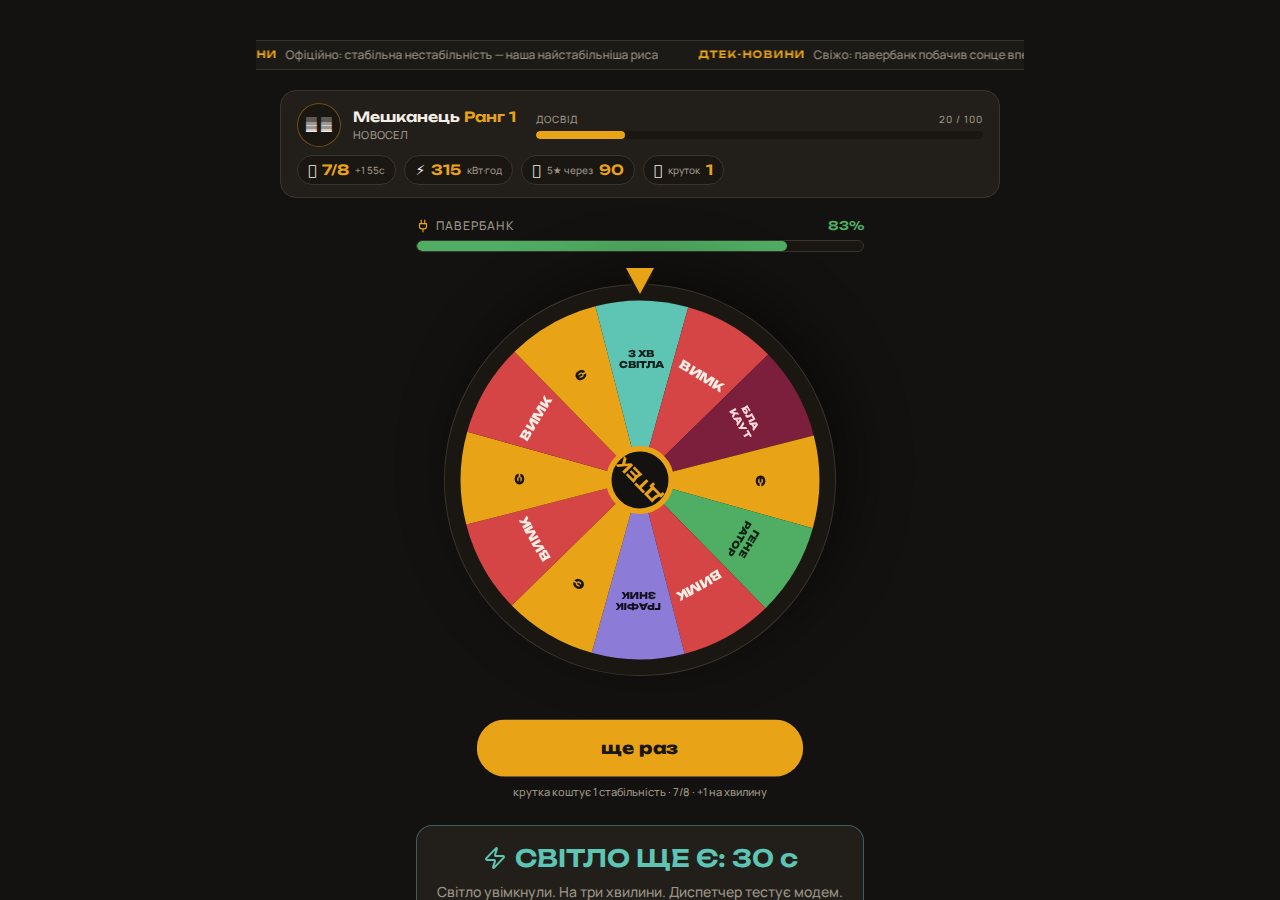 НИ Офіційно: стабільна нестабільність — наша найстабільніша риса ДТЕК-НОВИНИ Свіжо: павербанк побачив сонце впе
Мешканець Ранг 1
НОВОСЕЛ
ДОСВІД 20 / 100
7/8 +1 55с
315 кВт·год
5★ через 90
круток 1
ПАВЕРБАНК 83%
3 ХВ
СВІТЛА
ВИМК
БЛА
КАУТ
Є
ГЕНЕ
РАТОР
ВИМК
ГРАФІК
ЗНИК
Є
ВИМК
Є
ВИМК
Є
ДТЕК
ще раз
крутка коштує 1 стабільність · 7/8 · +1 на хвилину
СВІТЛО ЩЕ Є: 30 с
Світло увімкнули. На три хвилини. Диспетчер тестує модем.